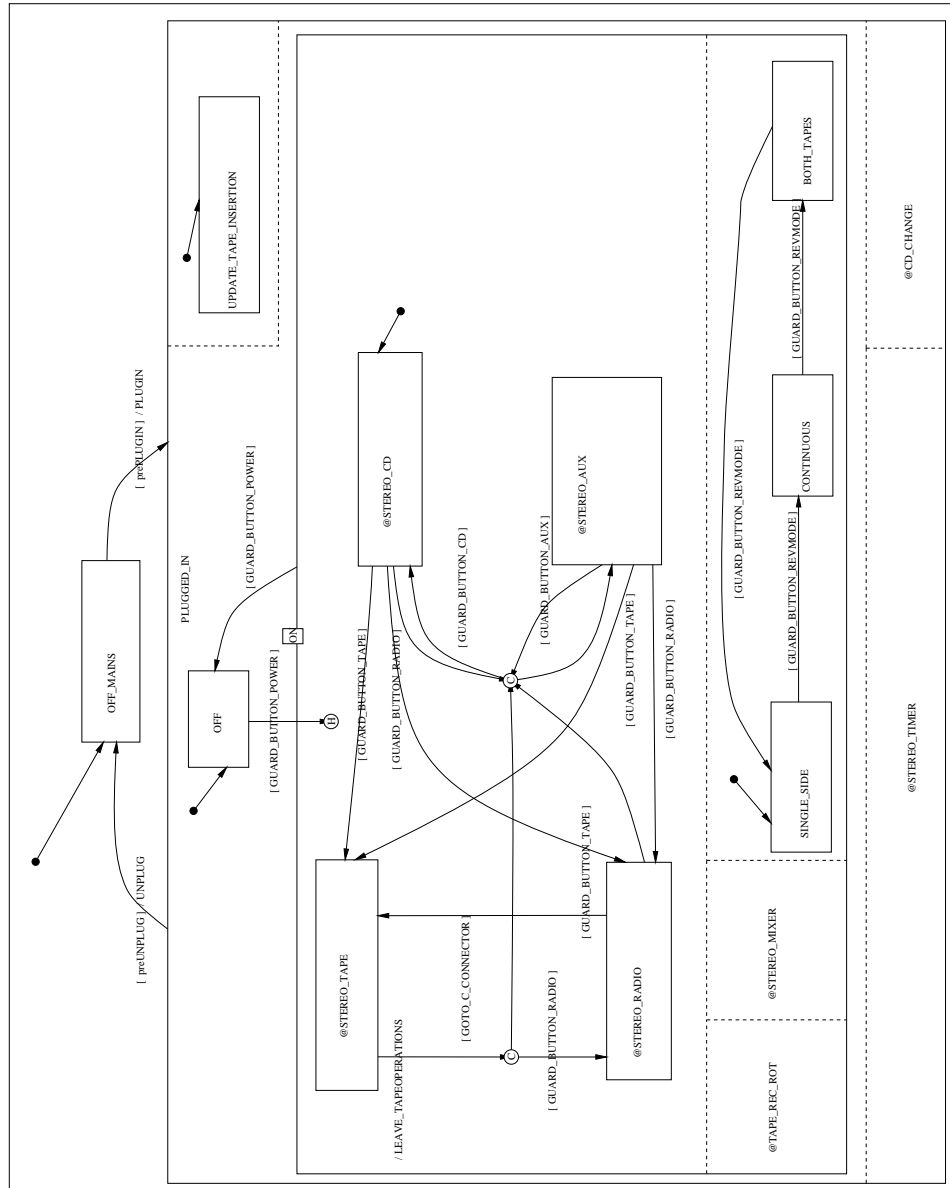 OFF_MAINS
[ preUNPLUG ] / UNPLUG
[ prePLUGIN ] / PLUGIN
PLUGGED_IN
OFF
[ GUARD_BUTTON_POWER ]
[ GUARD_BUTTON_POWER ]
H
ON
UPDATE_TAPE_INSERTION
@STEREO_TAPE
[ GUARD_BUTTON_TAPE ]
[ GUARD_BUTTON_RADIO ]
@STEREO_CD
/ LEAVE_TAPEOPERATIONS
[ GOTO_C_CONNECTOR ]
[ GUARD_BUTTON_CD ]
C
C
[ GUARD_BUTTON_AUX ]
[ GUARD_BUTTON_RADIO ]
[ GUARD_BUTTON_TAPE ]
@STEREO_AUX
[ GUARD_BUTTON_TAPE ]
@STEREO_RADIO
[ GUARD_BUTTON_RADIO ]
@TAPE_REC_ROT
@STEREO_MIXER
[ GUARD_BUTTON_REVMODE ]
SINGLE_SIDE
[ GUARD_BUTTON_REVMODE ]
CONTINUOUS
[ GUARD_BUTTON_REVMODE ]
BOTH_TAPES
@STEREO_TIMER
@CD_CHANGE